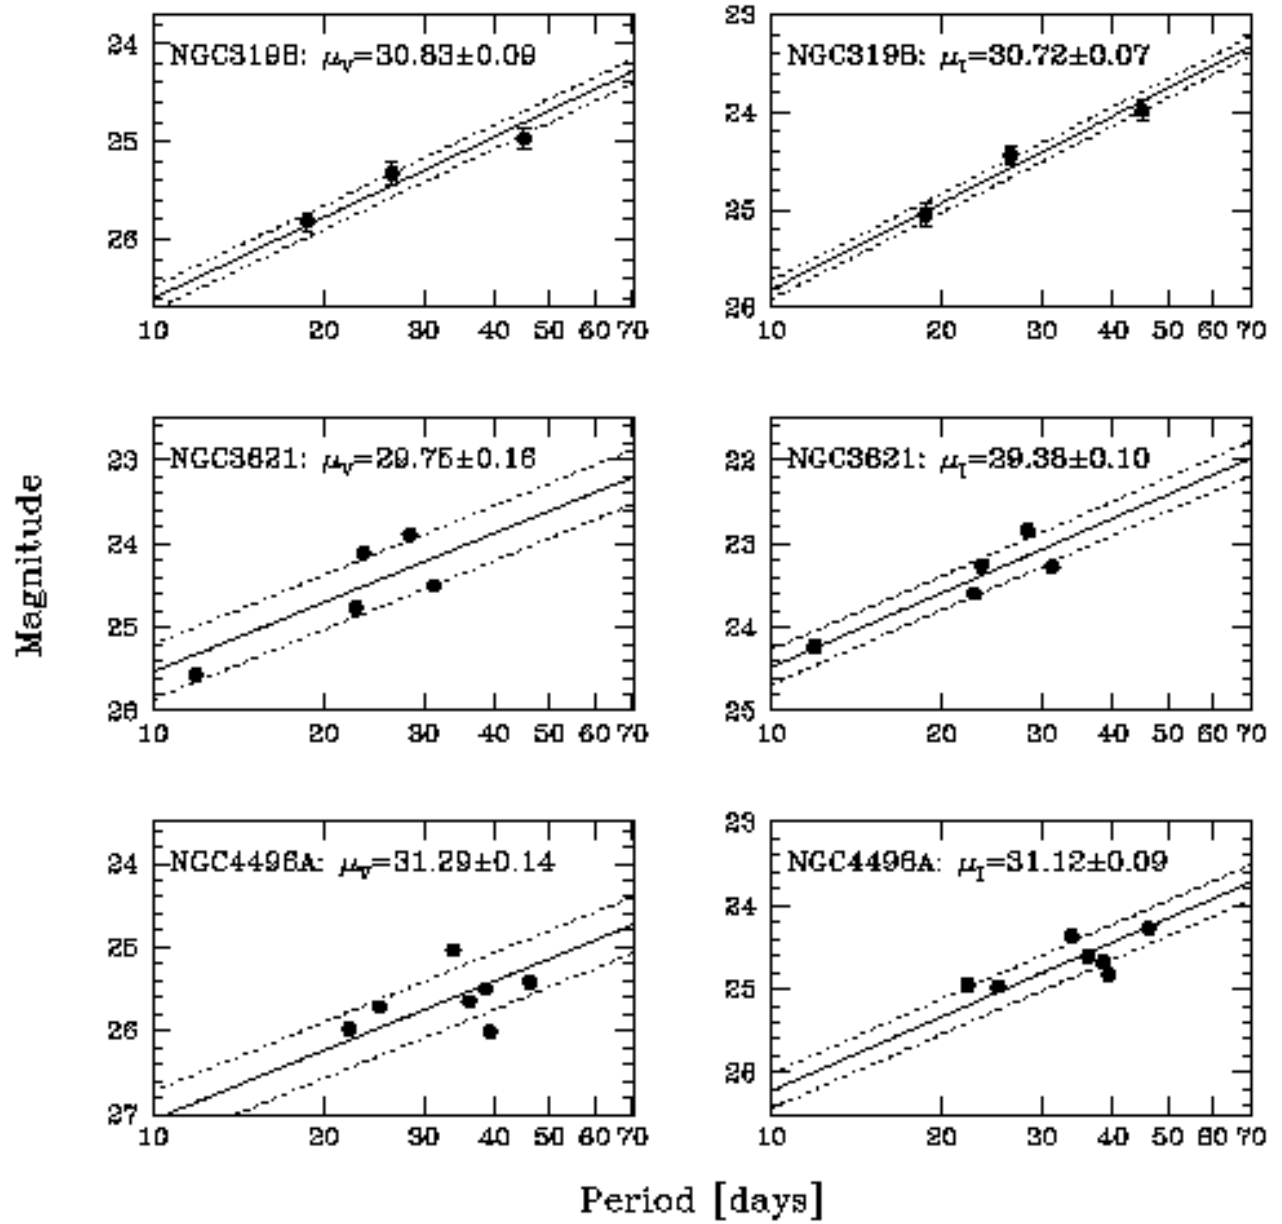 NGC3198: μV=30.83±0.09
24
25
26
10 20 30 40 50 60 70
NGC3198: μI=30.72±0.07
23
24
25
26
10 20 30 40 50 60 70
NGC3621: μV=29.75±0.16
23
24
25
26
10 20 30 40 50 60 70
NGC3621: μI=29.38±0.10
22
23
24
25
10 20 30 40 50 60 70
NGC4496A: μV=31.29±0.14
24
25
26
27
10 20 30 40 50 60 70
NGC4496A: μI=31.12±0.09
23
24
25
26
10 20 30 40 50 60 70
Magnitude
Period [days]